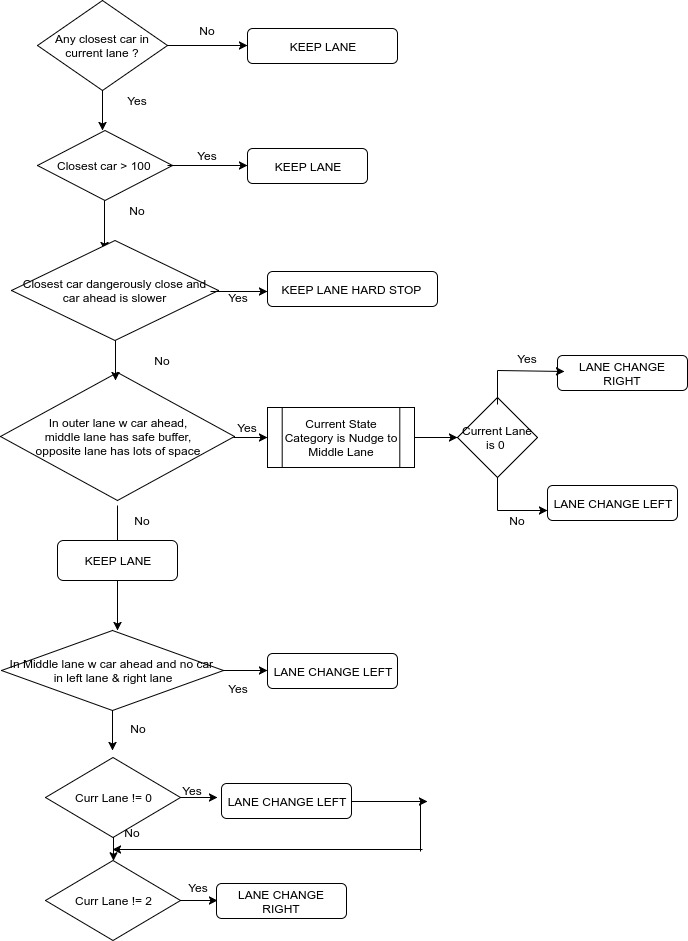 Any closest car in
current lane ?
No
KEEP LANE
Yes
Closest car > 100
Yes
KEEP LANE
No
Closest car dangerously close and
car ahead is slower
Yes
KEEP LANE HARD STOP
No
In outer lane w car ahead,
middle lane has safe buffer,
opposite lane has lots of space
Yes
Current State
Category is Nudge to
Middle Lane
Current Lane
is 0
Yes
LANE CHANGE
RIGHT
No
LANE CHANGE LEFT
No
KEEP LANE
In Middle lane w car ahead and no car
in left lane & right lane
Yes
LANE CHANGE LEFT
No
Curr Lane != 0
Yes
LANE CHANGE LEFT
No
Curr Lane != 2
Yes
LANE CHANGE
RIGHT